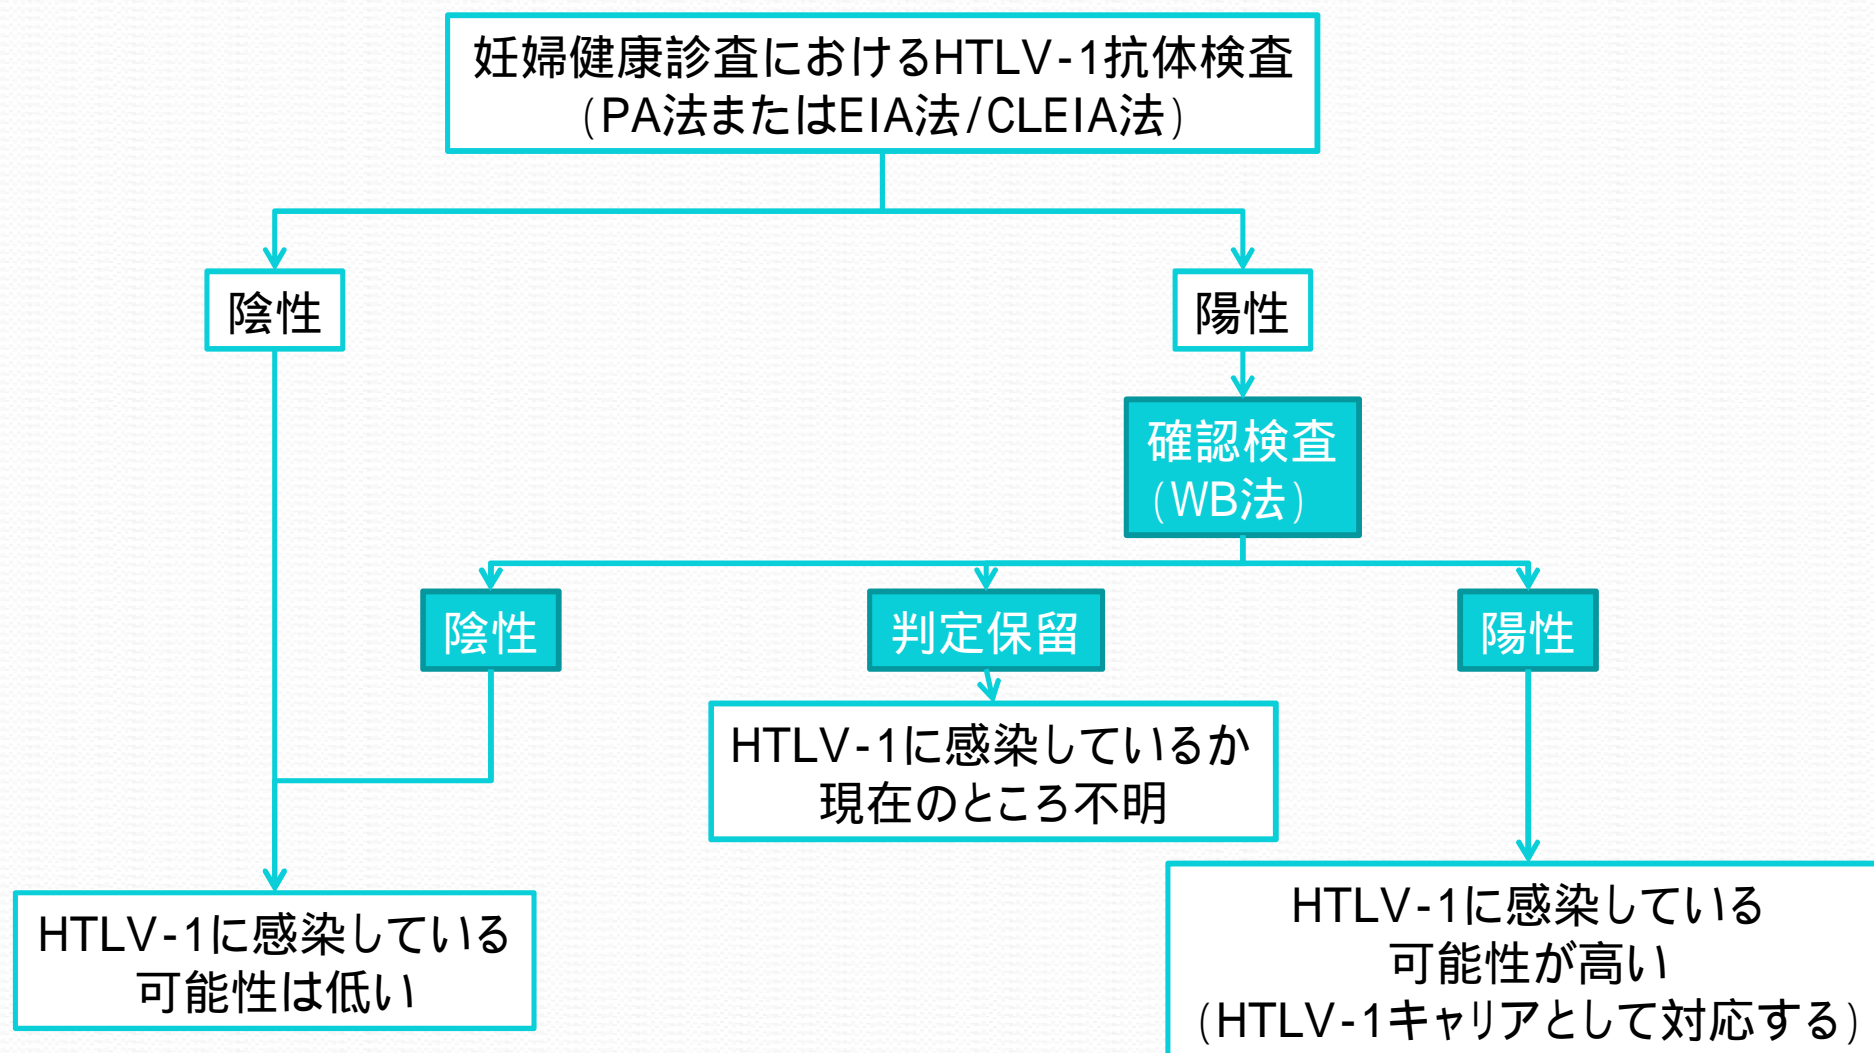 妊婦健康診査におけるHTLV-1抗体検査
(PA法またはEIA法/CLEIA法)
陰性
陽性
確認検査
(WB法)
陰性
判定保留
陽性
HTLV-1に感染しているか
現在のところ不明
HTLV-1に感染している
可能性は低い
HTLV-1に感染している
可能性が高い
(HTLV-1キャリアとして対応する)